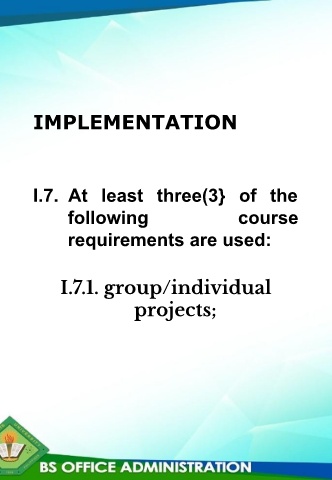 IMPLEMENTATION
I.7. At least three(3} of the
following course
requirements are used:
I.7.1. group/individual
projects;
BS OFFICE ADMINISTRATION